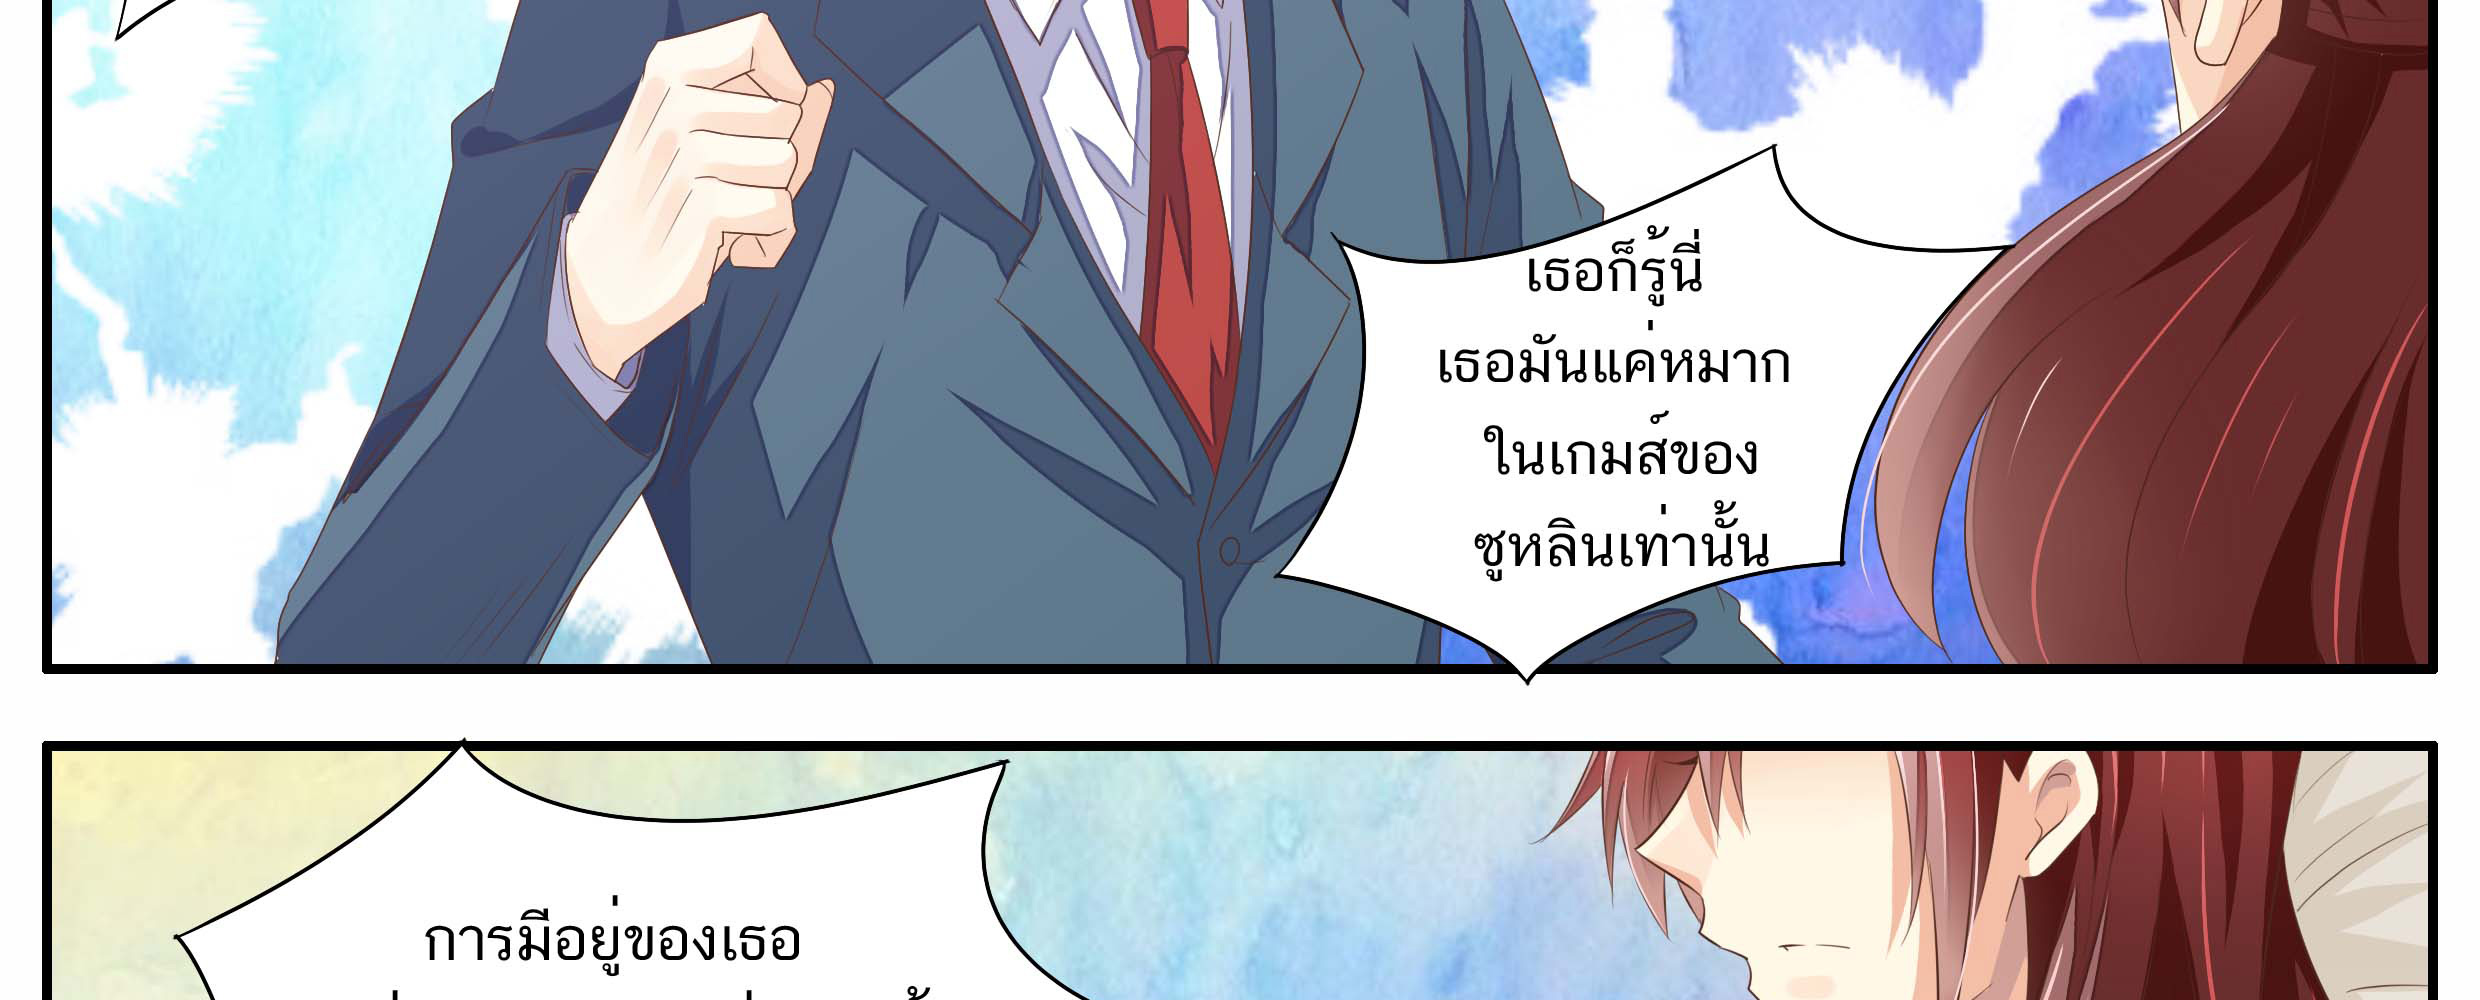 เธอก็รู้นี่
เธอมันแค่หมาก
ในเกมส์ของ
ซูหลินเท่านั้น
การมีอยู่ของเธอ